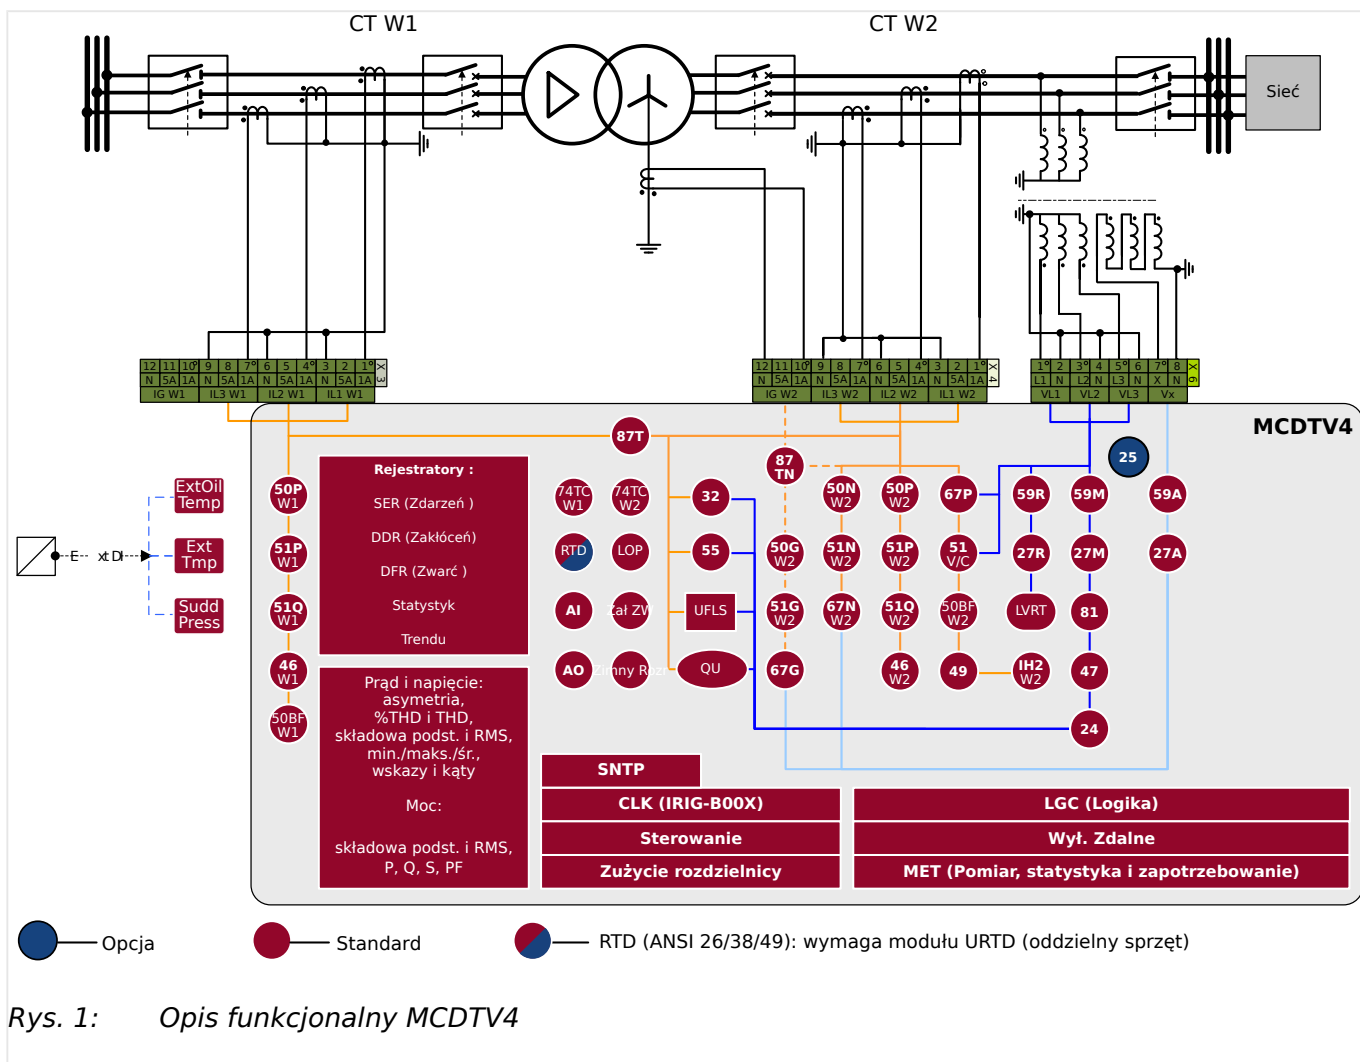 CT W1
CT W2
Sieć
12 11 10° 9 8 7° 6 5 4° 3 2 1°
N 5A 1A N 5A 1A N 5A 1A N 5A 1A
IG W1 IL3 W1 IL2 W1 IL1 W1
X 3
12 11 10° 9 8 7° 6 5 4° 3 2 1°
N 5A 1A N 5A 1A N 5A 1A N 5A 1A
IG W2 IL3 W2 IL2 W2 IL1 W2
X 4
1° 2 3° 4 5° 6 7° 8
L1 N L2 N L3 N X N
VL1 VL2 VL3 Vx
X 6
MCDTV4
87T
87
TN
25
ExtOil
Temp
Ext
Tmp
Sudd
Press
E xt DI
50P
W1
51P
W1
51Q
W1
46
W1
50BF
W1
Rejestratory :
SER (Zdarzeń )
DDR (Zakłóceń)
DFR (Zwarć )
Statystyk
Trendu
Prąd i napięcie:
asymetria,
%THD i THD,
składowa podst. i RMS,
min./maks./śr.,
wskazy i kąty
Moc:
składowa podst. i RMS,
P, Q, S, PF
74TC
W1
74TC
W2
RTD
LOP
AI
Zał ZW
AO
Zimny Rozr
32
55
UFLS
QU
50G
W2
51G
W2
67G
50N
W2
51N
W2
67N
W2
50P
W2
51P
W2
51Q
W2
46
W2
67P
51
V/C
50BF
W2
49
59R
27R
LVRT
IH2
W2
59M
27M
81
47
24
59A
27A
SNTP
CLK (IRIG-B00X)
Sterowanie
Zużycie rozdzielnicy
LGC (Logika)
Wył. Zdalne
MET (Pomiar, statystyka i zapotrzebowanie)
Opcja
Standard
RTD (ANSI 26/38/49): wymaga modułu URTD (oddzielny sprzęt)
Rys. 1: Opis funkcjonalny MCDTV4